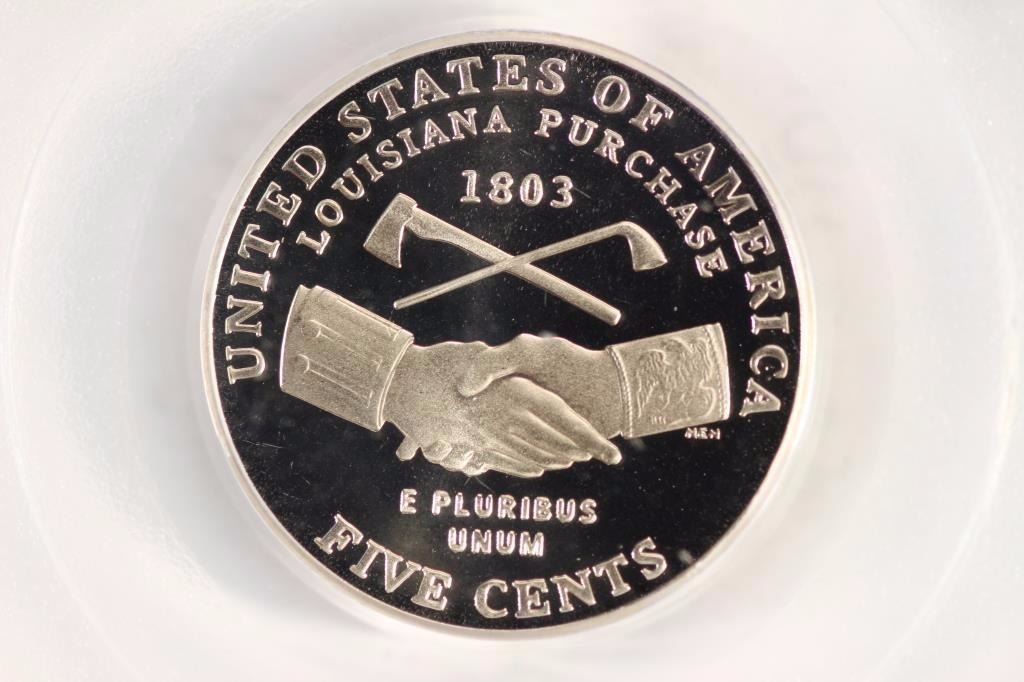 UNITED STATES OF AMERICA
LOUISIANA PURCHASE
1803
N.E.N
E PLURIBUS
UNUM
FIVE CENTS